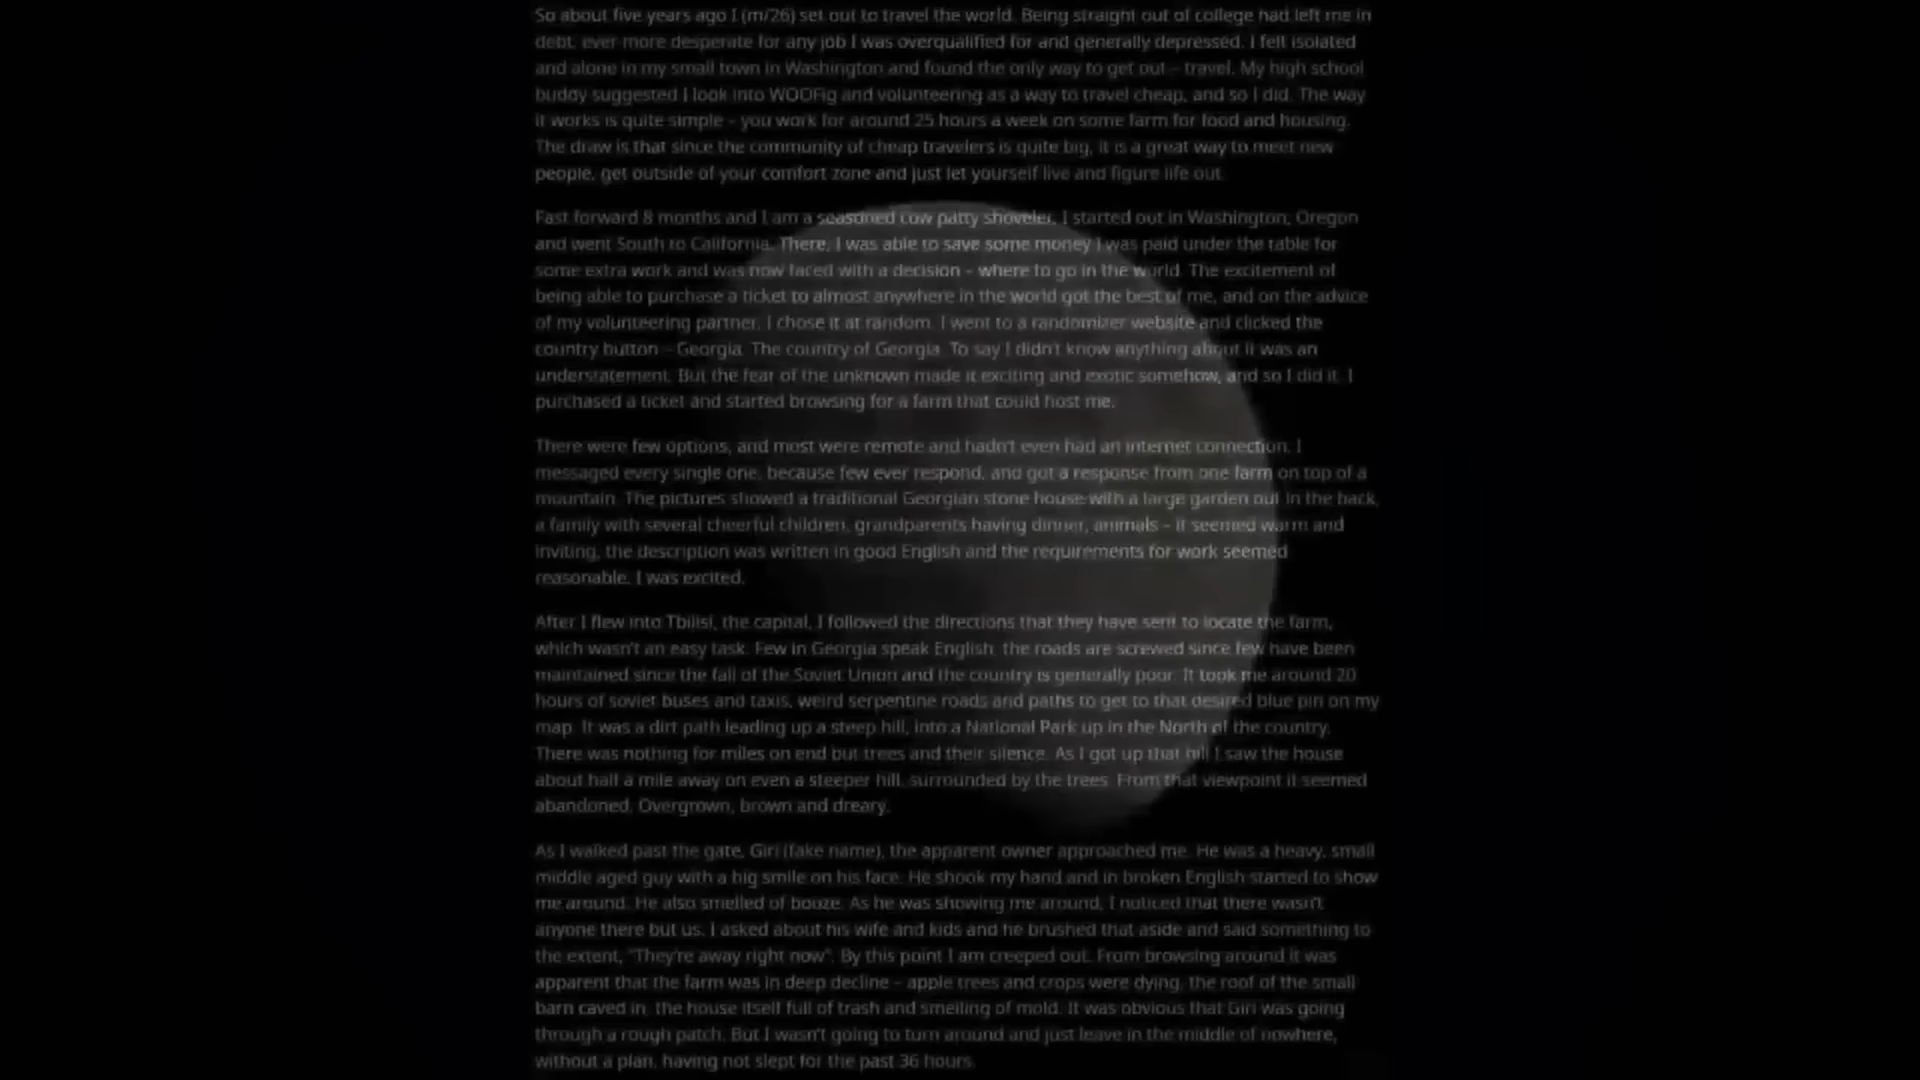 So about five years ago I (m/26) set out to travel the world. Being straight out of college had left me in
debt, ever more desperate for any job I was overqualified for and generally depressed. I fell isolated
and alone in my small town in Washington and found the only way to get out - travel. My high school
buddy suggested I look into WOOFig and volunteering as a way to travel cheap, and so I did. The way
it works is quite simple - you work for around 25 hours a week on some farm for food and housing.
The draw is that since the community of cheap travelers is quite big, it is a great way to meet new
people, get outside of your comfort zone and just let yourself live and figure life out.
Fast forward 8 months and I am a seasoned cow patty shoveler. I started out in Washington, Oregon
and went South to California. There, I was able to save some money I was paid under the table for
some extra work and was now faced with a decision - where to go in the world. The excitement of
being able to purchase a ticket to almost anywhere in the world got the best of me, and on the advice
of my volunteering partner, I chose it at random. I went to a randomizer website and clicked the
country button - Georgia. The country of Georgia. To say I didn't know anything about it was an
understatement. But the fear of the unknown made it exciting and exotic somehow, and so I did it. I
purchased a ticket and started browsing for a farm that could host me.
There were few options, and most were remote and hadn't even had an internet connection. I
messaged every single one, because few ever respond, and got a response from one farm on top of a
mountain. The pictures showed a traditional Georgian stone house with a large garden out in the back,
a family with several cheerful children, grandparents having dinner, animals - it seemed warm and
inviting, the description was written in good English and the requirements for work seemed
reasonable. I was excited.
After I flew into Tbilisi, the capital, I followed the directions that they have sent to locate the farm,
which wasn't an easy task. Few in Georgia speak English, the roads are screwed since few have been
maintained since the fall of the Soviet Union and the country is generally poor. It took me around 20
hours of soviet buses and taxis, weird serpentine roads and paths to get to that desired blue pin on my
map. It was a dirt path leading up a steep hill, into a National Park up in the North of the country.
There was nothing for miles on end but trees and their silence. As I got up that hill I saw the house
about half a mile away on even a steeper hill, surrounded by the trees. From that viewpoint it seemed
abandoned. Overgrown, brown and dreary.
As I walked past the gate, Giri (fake name), the apparent owner approached me. He was a heavy, small
middle aged guy with a big smile on his face. He shook my hand and in broken English started to show
me around. He also smelled of booze. As he was showing me around, I noticed that there wasn't
anyone there but us. I asked about his wife and kids and he brushed that aside and said something to
the extent, "They're away right now". By this point I am creeped out. From browsing around it was
apparent that the farm was in deep decline - apple trees and crops were dying, the roof of the small
barn caved in, the house itself full of trash and smelling of mold. It was obvious that Giri was going
through a rough patch. But I wasn't going to turn around and just leave in the middle of nowhere,
without a plan, having not slept for the past 36 hours.